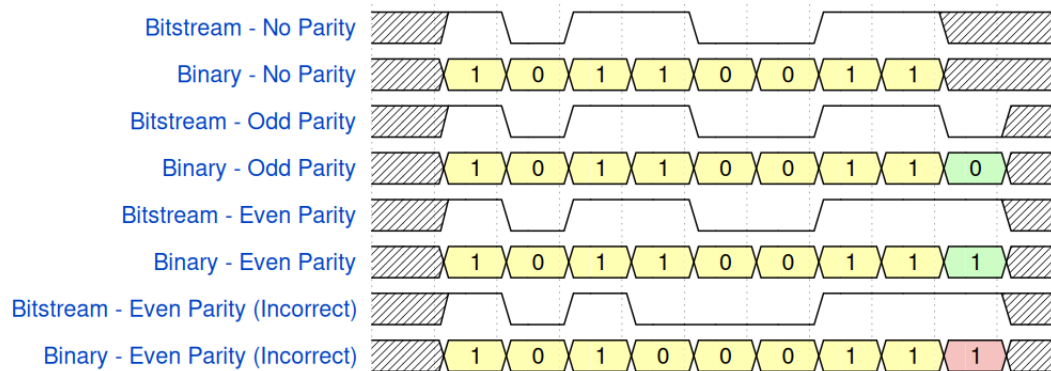 Bitstream - No Parity
Binary - No Parity 1 0 1 1 0 0 1 1
Bitstream - Odd Parity
Binary - Odd Parity 1 0 1 1 0 0 1 1 0
Bitstream - Even Parity
Binary - Even Parity 1 0 1 1 0 0 1 1 1
Bitstream - Even Parity (Incorrect)
Binary - Even Parity (Incorrect) 1 0 1 0 0 0 1 1 1